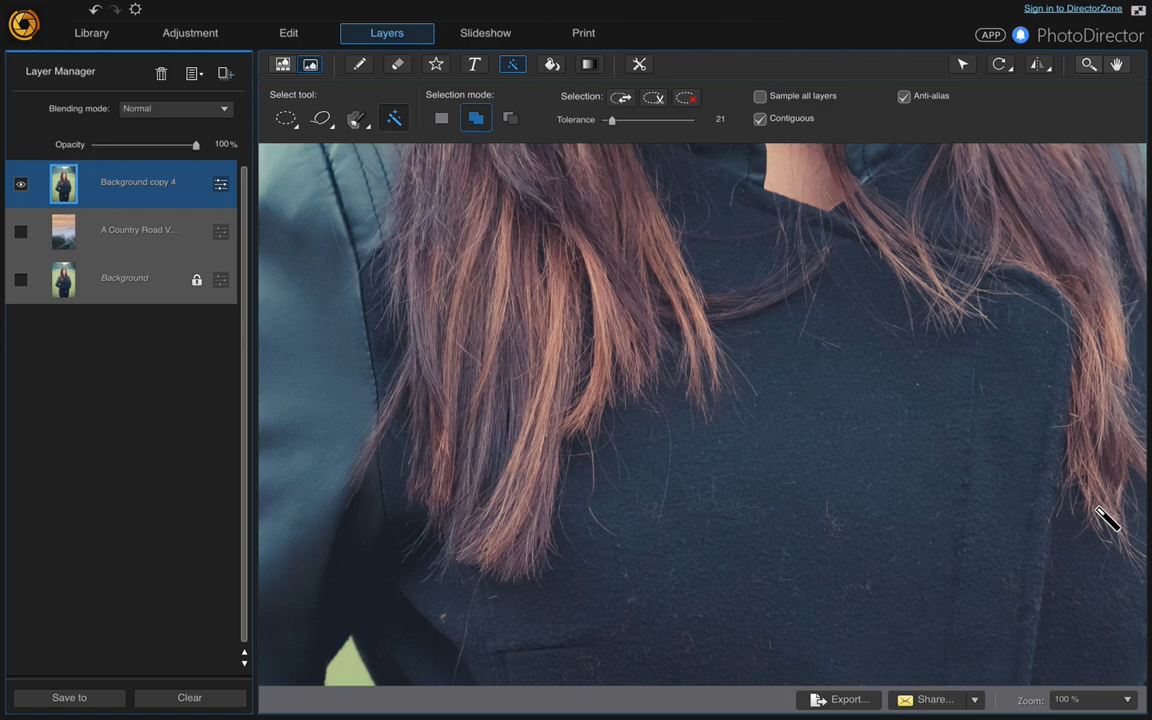 Sign in to DirectorZone
Library
Adjustment
Edit
Layers
Slideshow
Print
APP
PhotoDirector
Layer Manager
T
Blending mode: Normal
Opacity 100%
Select tool:
Selection mode:
Selection:
Tolerance 21
Sample all layers
Contiguous
Anti-alias
Background copy 4
A Country Road V...
Background
Save to
Clear
Export...
Share...
Zoom: 100 %